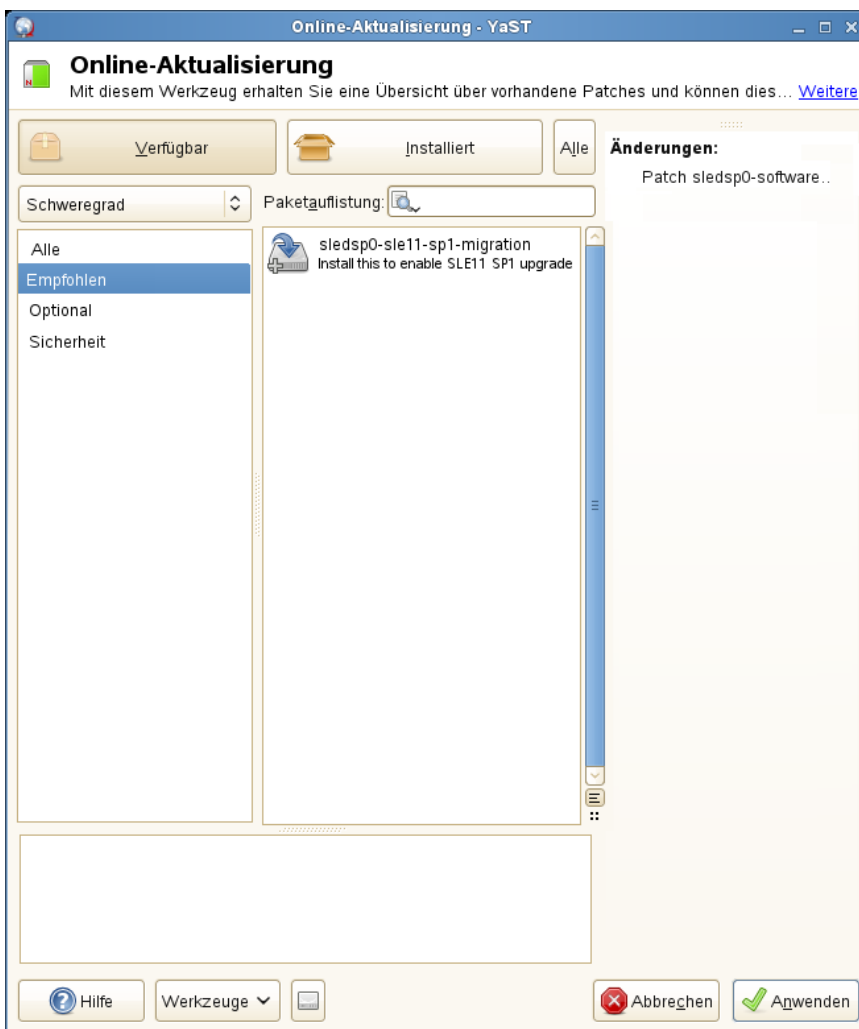 Online-Aktualisierung - YaST
Online-Aktualisierung
Mit diesem Werkzeug erhalten Sie eine Übersicht über vorhandene Patches und können dies... Weitere
Verfügbar
Installiert
Alle
Änderungen:
Patch sledsp0-software..
Schweregrad
Paketauflistung:
Alle
Empfohlen
Optional
Sicherheit
sledsp0-sle11-sp1-migration
Install this to enable SLE11 SP1 upgrade
Hilfe
Werkzeuge
Abbrechen
Anwenden